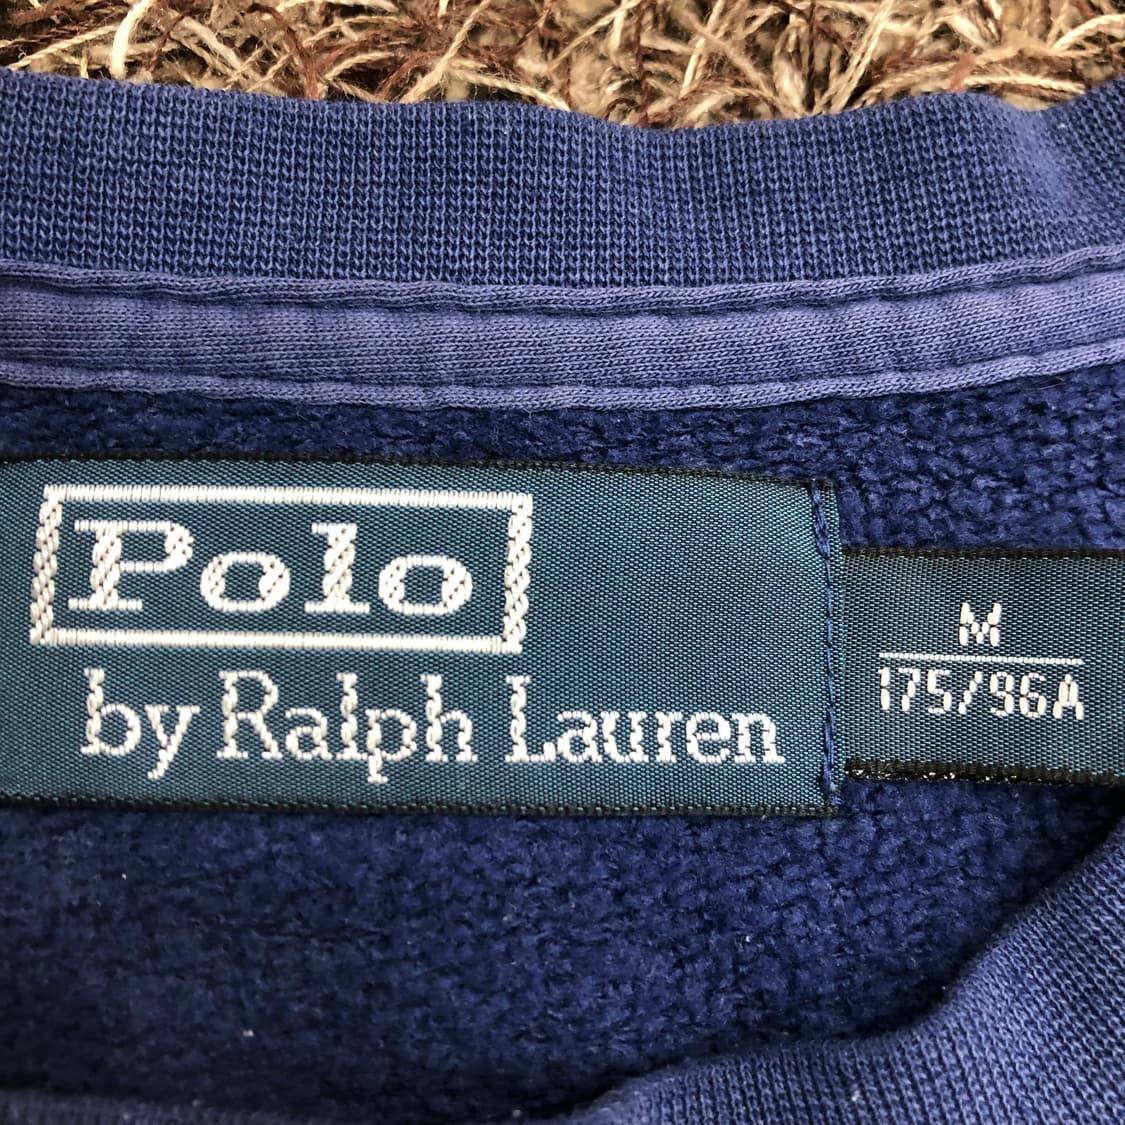 Polo
by Ralph Lauren
M
175/96A